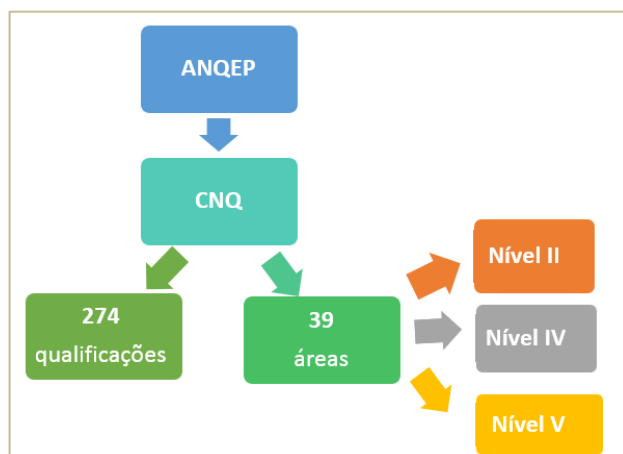 ANQEP
CNQ
274
qualificações
39
áreas
Nível II
Nível IV
Nível V